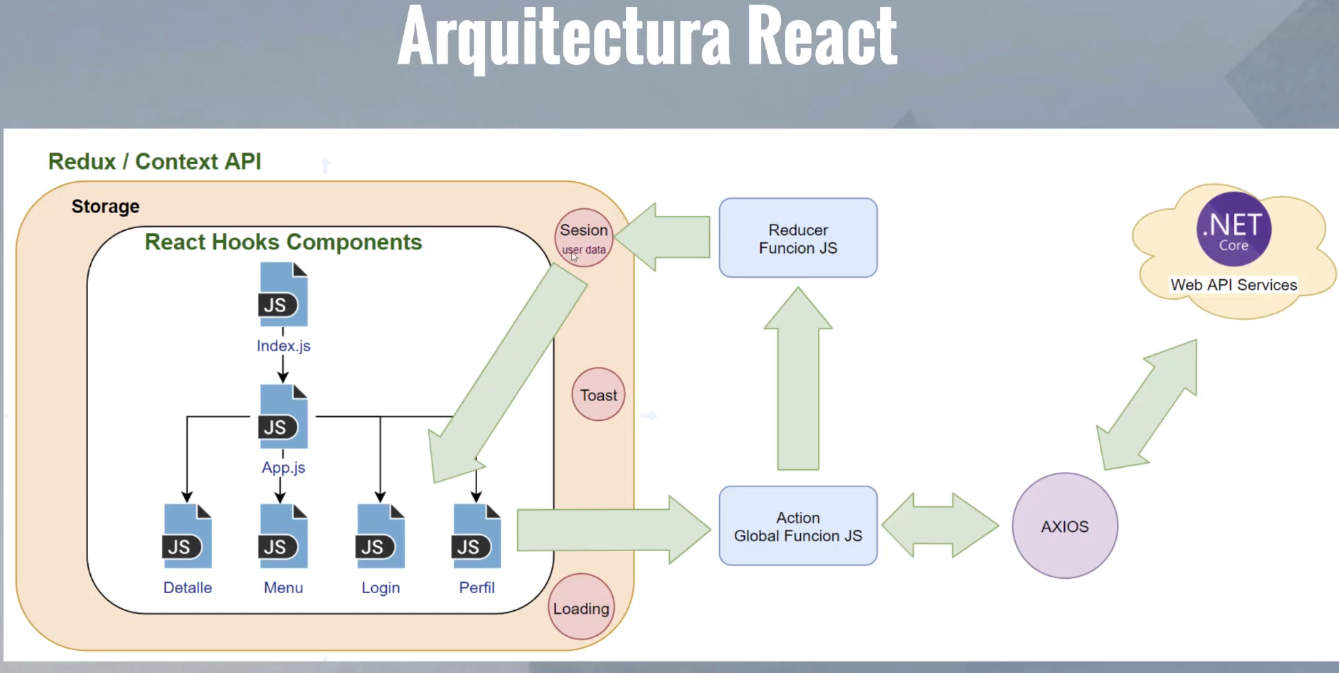 Arquitectura React
Redux / Context API
Storage
React Hooks Components
Sesion
user data
Reducer
Funcion JS
.NET
Core
Web API Services
JS
Index.js
Toast
JS
App.js
Action
Global Funcion JS
AXIOS
JS
JS
JS
JS
Detalle
Menu
Login
Perfil
Loading